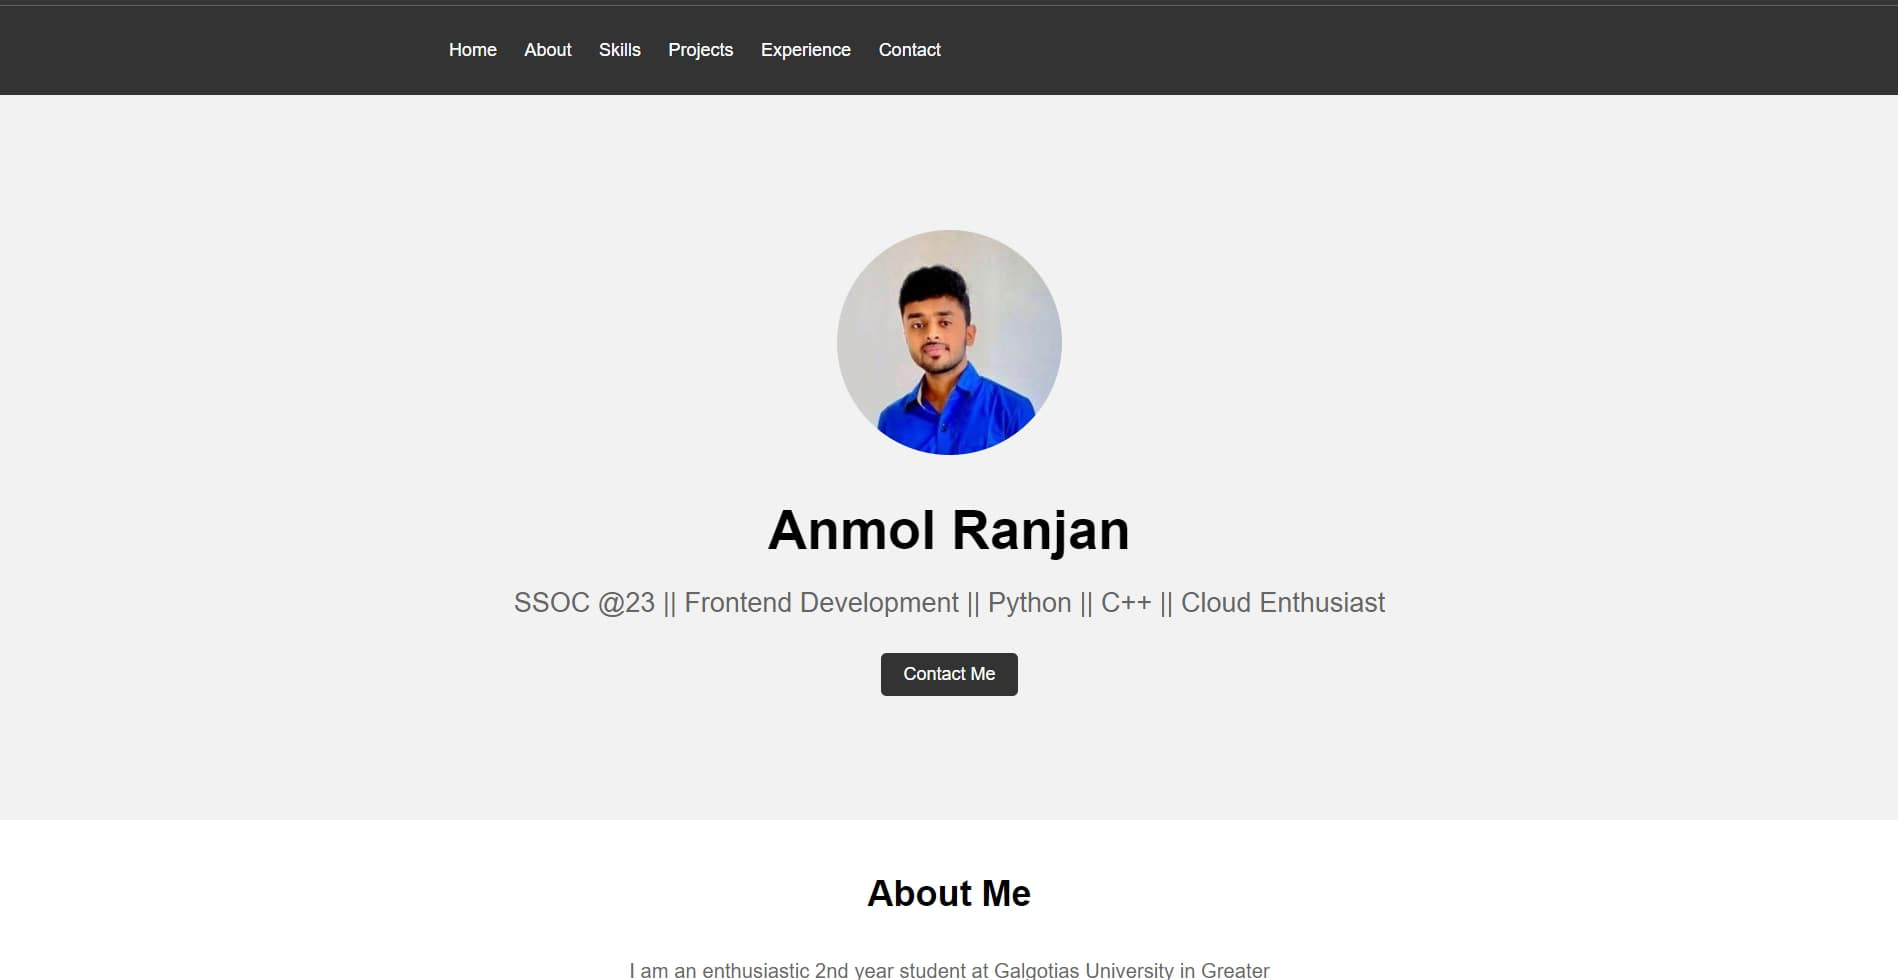 Home About Skills Projects Experience Contact
Anmol Ranjan
SSOC @23 || Frontend Development || Python || C++ || Cloud Enthusiast
Contact Me
About Me
I am an enthusiastic 2nd year student at Galgotias University in Greater